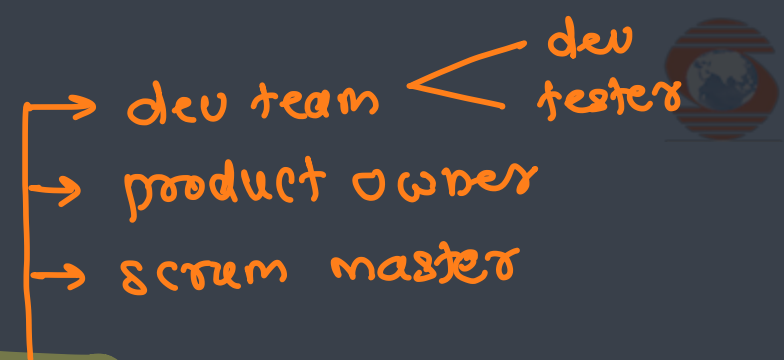 dev
dev team
tester
product owner
scrum master